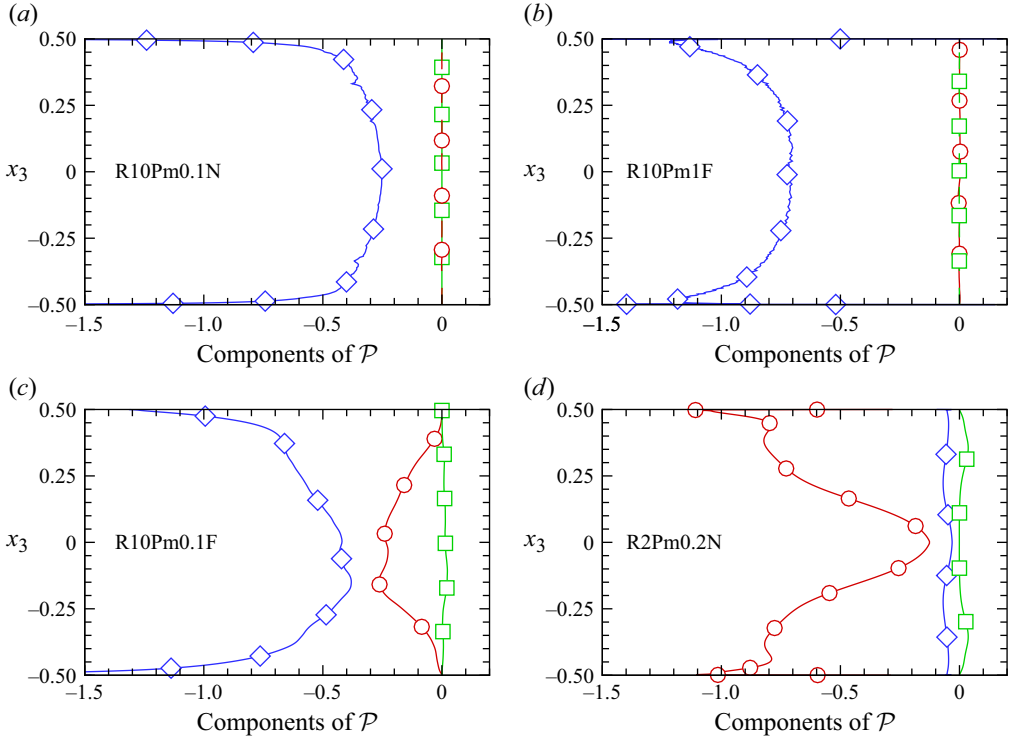 (a)
0.50
0.25
x3
0
R10Pm0.1N
–0.25
–0.50
–1.5 –1.0 –0.5 0
Components of 𝒫
(b)
0.50
0.25
x3
0
R10Pm1F
–0.25
–0.50
–1.5 –1.0 –0.5 0
Components of 𝒫
(c)
0.50
0.25
x3
0
R10Pm0.1F
–0.25
–0.50
–1.5 –1.0 –0.5 0
Components of 𝒫
(d)
0.50
0.25
x3
0
R2Pm0.2N
–0.25
–0.50
–1.5 –1.0 –0.5 0
Components of 𝒫